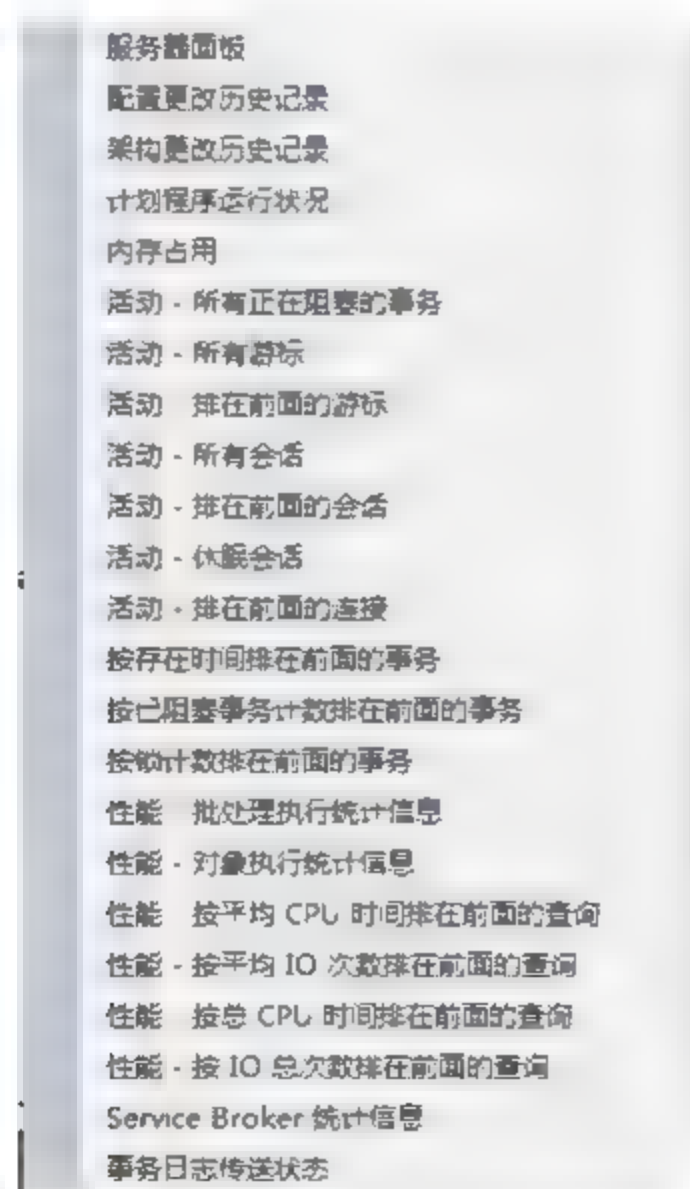 服务器面板
配置更改历史记录
架构更改历史记录
计划程序运行状况
内存占用
活动 - 所有正在阻塞的事务
活动 - 所有游标
活动 - 排在前面的游标
活动 - 所有会话
活动 - 排在前面的会话
活动 - 休眠会话
活动 - 排在前面的连接
按存在时间排在前面的事务
按已阻塞事务计数排在前面的事务
按锁计数排在前面的事务
性能 - 批处理执行统计信息
性能 - 对象执行统计信息
性能 - 按平均 CPU 时间排在前面的查询
性能 - 按平均 IO 次数排在前面的查询
性能 - 按总 CPU 时间排在前面的查询
性能 - 按 IO 总次数排在前面的查询
Service Broker 统计信息
事务日志传送状态